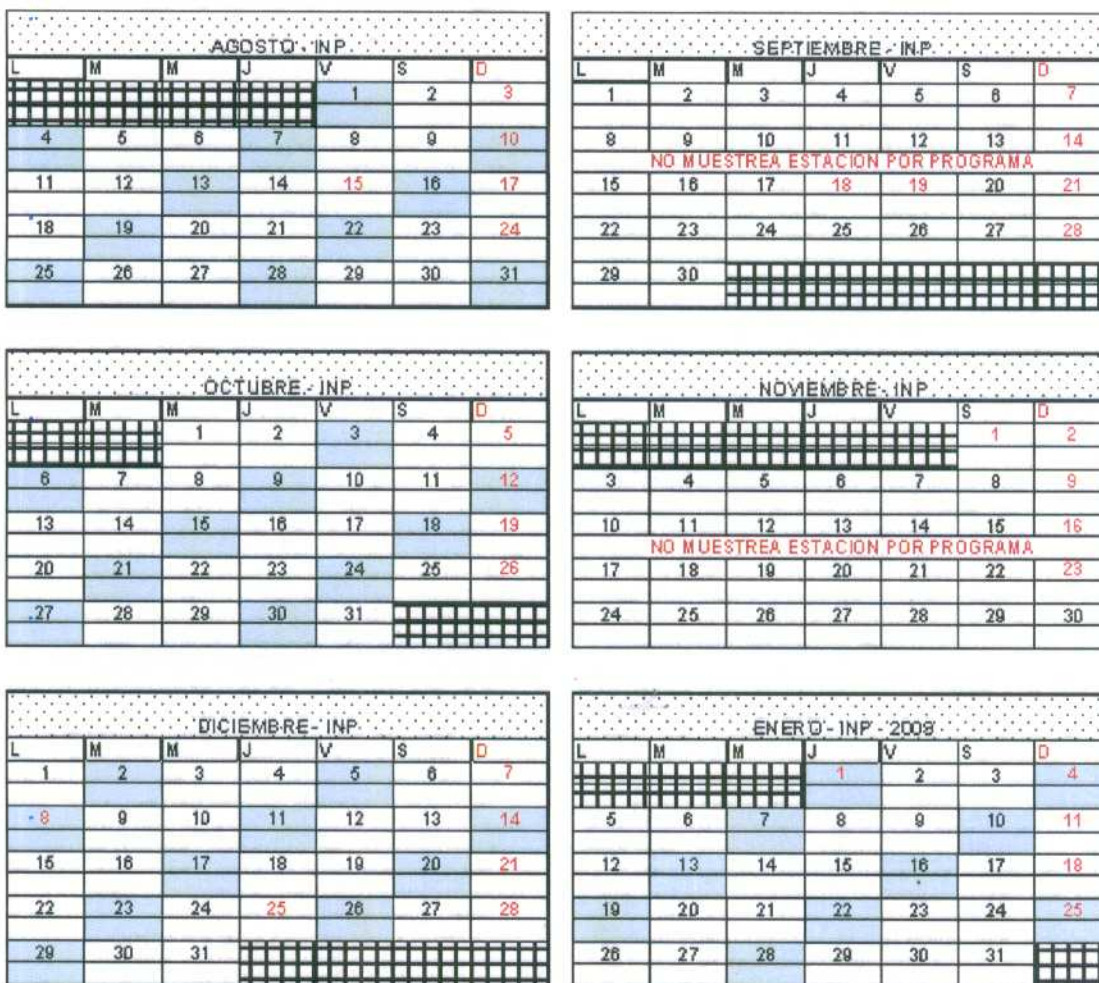 AGOSTO - INP
L M M J V S D
1 2 3
4 5 6 7 8 9 10
11 12 13 14 15 16 17
18 19 20 21 22 23 24
25 26 27 28 29 30 31
SEPTIEMBRE - INP
L M M J V S D
1 2 3 4 5 6 7
8 9 10 11 12 13 14
NO MUESTREA ESTACION POR PROGRAMA
15 16 17 18 19 20 21
22 23 24 25 26 27 28
29 30
OCTUBRE - INP
L M M J V S D
1 2 3 4 5
6 7 8 9 10 11 12
13 14 15 16 17 18 19
20 21 22 23 24 25 26
27 28 29 30 31
NOVIEMBRE - INP
L M M J V S D
1 2
3 4 5 6 7 8 9
10 11 12 13 14 15 16
NO MUESTREA ESTACION POR PROGRAMA
17 18 19 20 21 22 23
24 25 26 27 28 29 30
DICIEMBRE - INP
L M M J V S D
1 2 3 4 5 6 7
8 9 10 11 12 13 14
15 16 17 18 19 20 21
22 23 24 25 26 27 28
29 30 31
ENERO - INP - 2009
L M M J V S D
1 2 3 4
5 6 7 8 9 10 11
12 13 14 15 16 17 18
19 20 21 22 23 24 25
26 27 28 29 30 31